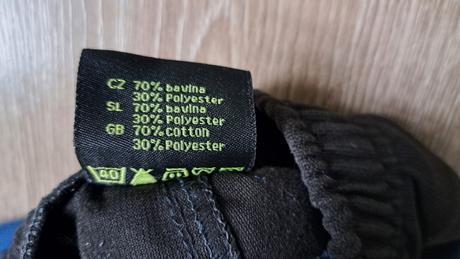 CZ 70% bavlna
30% Polyester
SL 70% bavlna
30% Polyester
GB 70% cotton
30% Polyester
40